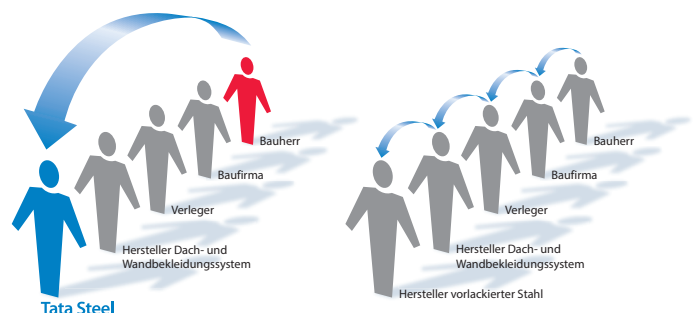 Bauherr
Baufirma
Verleger
Hersteller Dach- und
Wandbekleidungssystem
Tata Steel
Bauherr
Baufirma
Verleger
Hersteller Dach- und
Wandbekleidungssystem
Hersteller vorlackierter Stahl